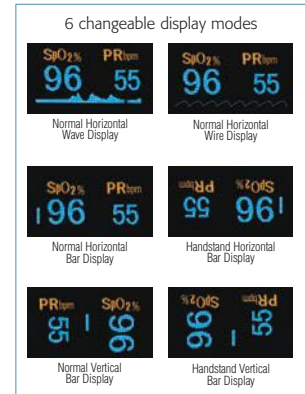 6 changeable display modes
SpO2% PRbpm
96 55
Normal Horizontal
Wave Display
SpO2% PRbpm
96 55
Normal Horizontal
Wire Display
SpO2% PRbpm
96 55
Normal Horizontal
Bar Display
SpO2% PRbpm
96 55
Handstand Horizontal
Bar Display
PRbpm SpO2%
55 96
Normal Vertical
Bar Display
SpO2% PRbpm
96 55
Handstand Vertical
Bar Display